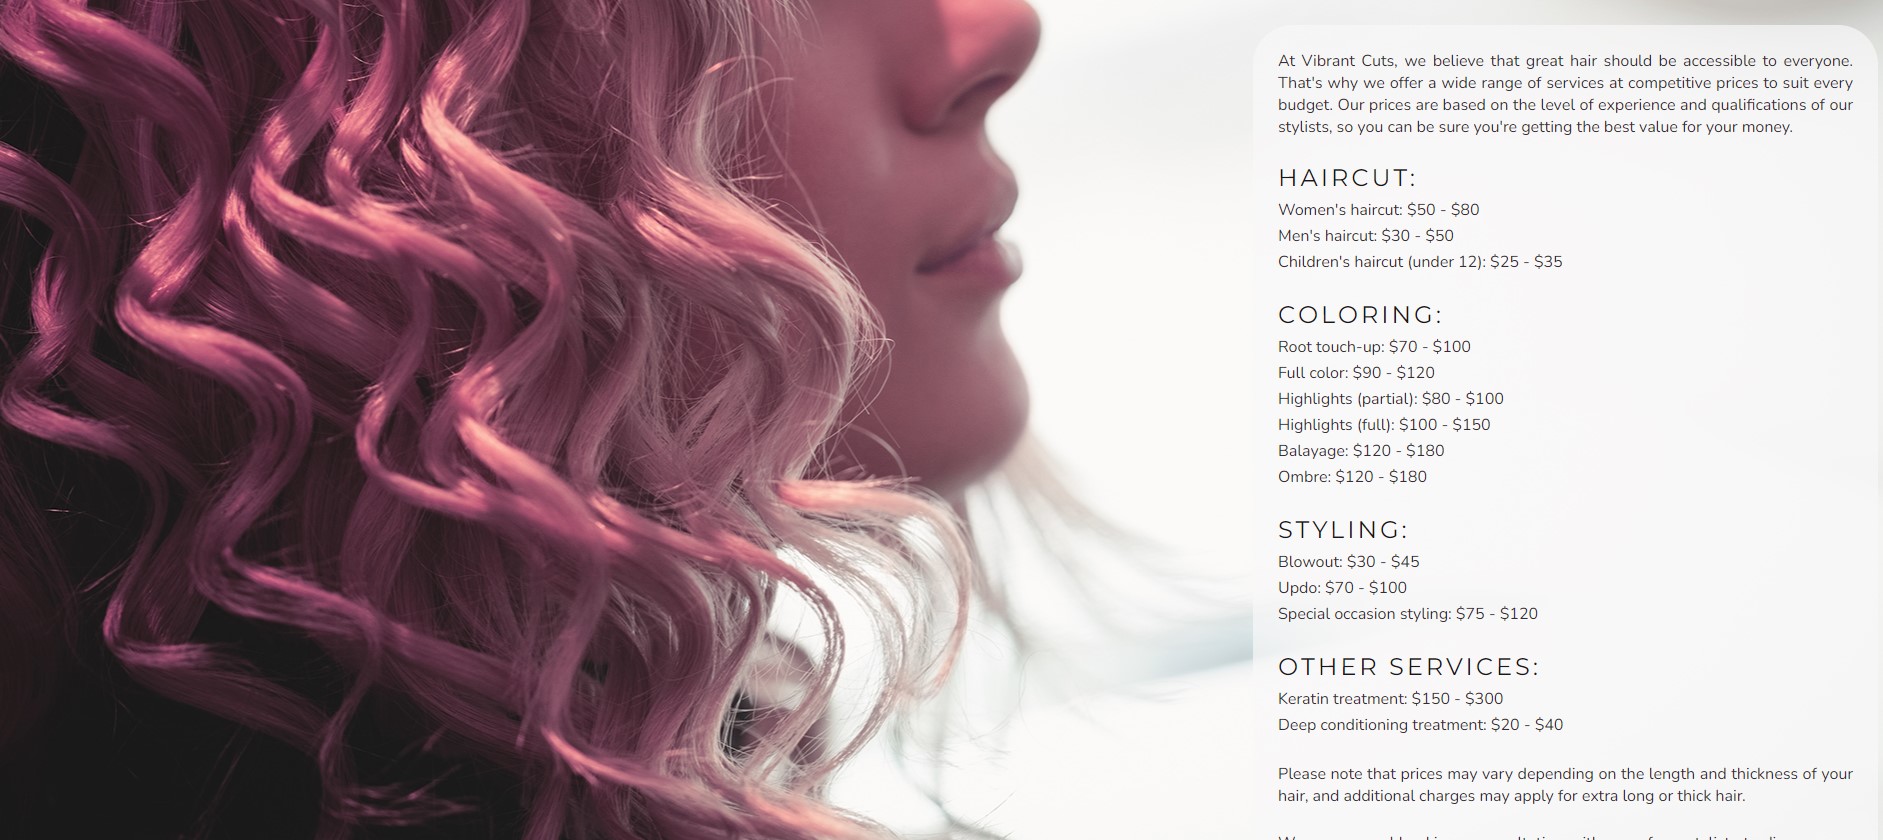 At Vibrant Cuts, we believe that great hair should be accessible to everyone.
That's why we offer a wide range of services at competitive prices to suit every
budget. Our prices are based on the level of experience and qualifications of our
stylists, so you can be sure you're getting the best value for your money.
HAIRCUT:
Women's haircut: $50 - $80
Men's haircut: $30 - $50
Children's haircut (under 12): $25 - $35
COLORING:
Root touch-up: $70 - $100
Full color: $90 - $120
Highlights (partial): $80 - $100
Highlights (full): $100 - $150
Balayage: $120 - $180
Ombre: $120 - $180
STYLING:
Blowout: $30 - $45
Updo: $70 - $100
Special occasion styling: $75 - $120
OTHER SERVICES:
Keratin treatment: $150 - $300
Deep conditioning treatment: $20 - $40
Please note that prices may vary depending on the length and thickness of your
hair, and additional charges may apply for extra long or thick hair.